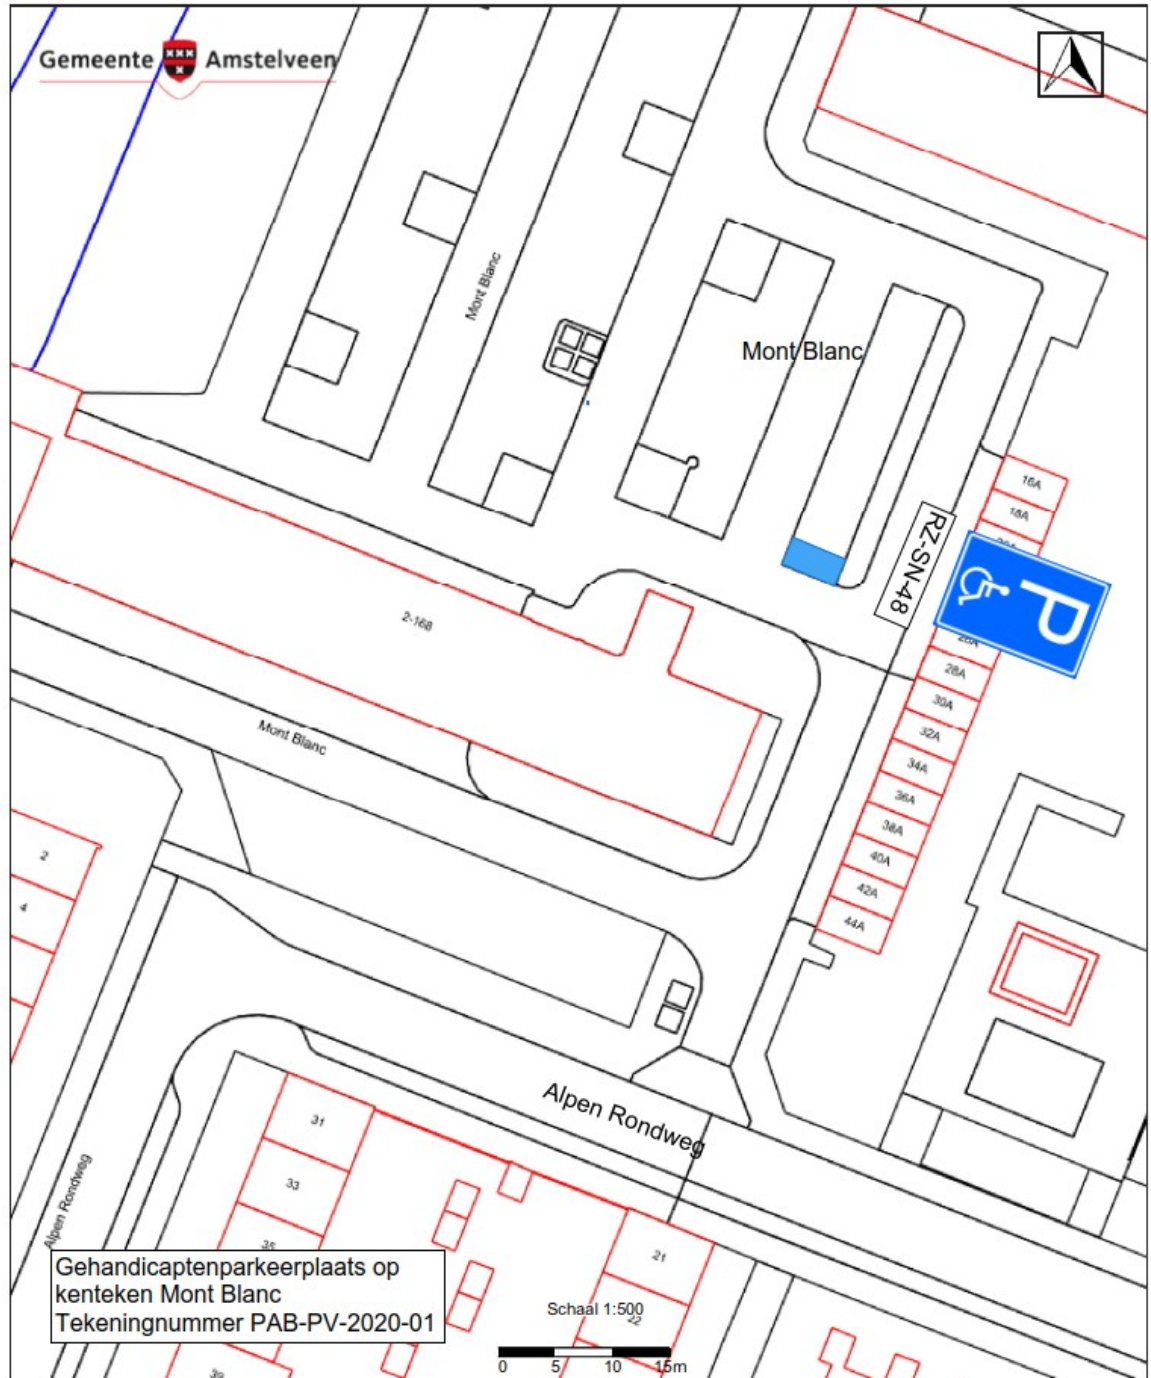 Gemeente Amstelveen
Mont Blanc
Mont Blanc
16A
18A
RZ-SN-48
P
2-168
28A
30A
32A
34A
36A
38A
40A
42A
44A
Mont Blanc
2
4
Alpen Rondweg
31
33
35
Alpen Rondweg
21
22
39
Gehandicaptenparkeerplaats op
kenteken Mont Blanc
Tekeningnummer PAB-PV-2020-01
Schaal 1:500
0 5 10 15m